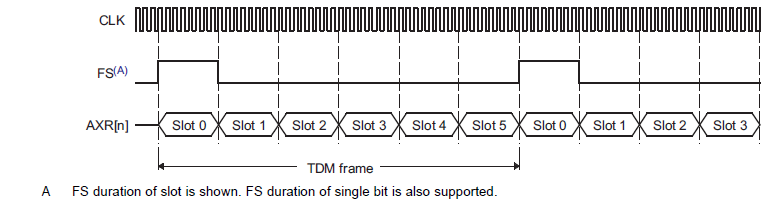 CLK
FS(A)
AXR[n] Slot 0 Slot 1 Slot 2 Slot 3 Slot 4 Slot 5 Slot 0 Slot 1 Slot 2 Slot 3
TDM frame
A FS duration of slot is shown. FS duration of single bit is also supported.